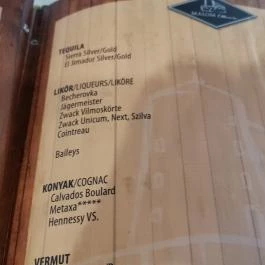 TEQUILA
Sierra Silver/Gold
El Jimador Silver/Gold
LIKŐR/LIQUEURS/LIKÖRE
Becherovka
Jägermeister
Zwack Vilmoskörte
Zwack Unicum, Next, Szilva
Cointreau
Baileys
KONYAK/COGNAC
Calvados Boulard
Metaxa*****
Hennessy VS.
VERMUT